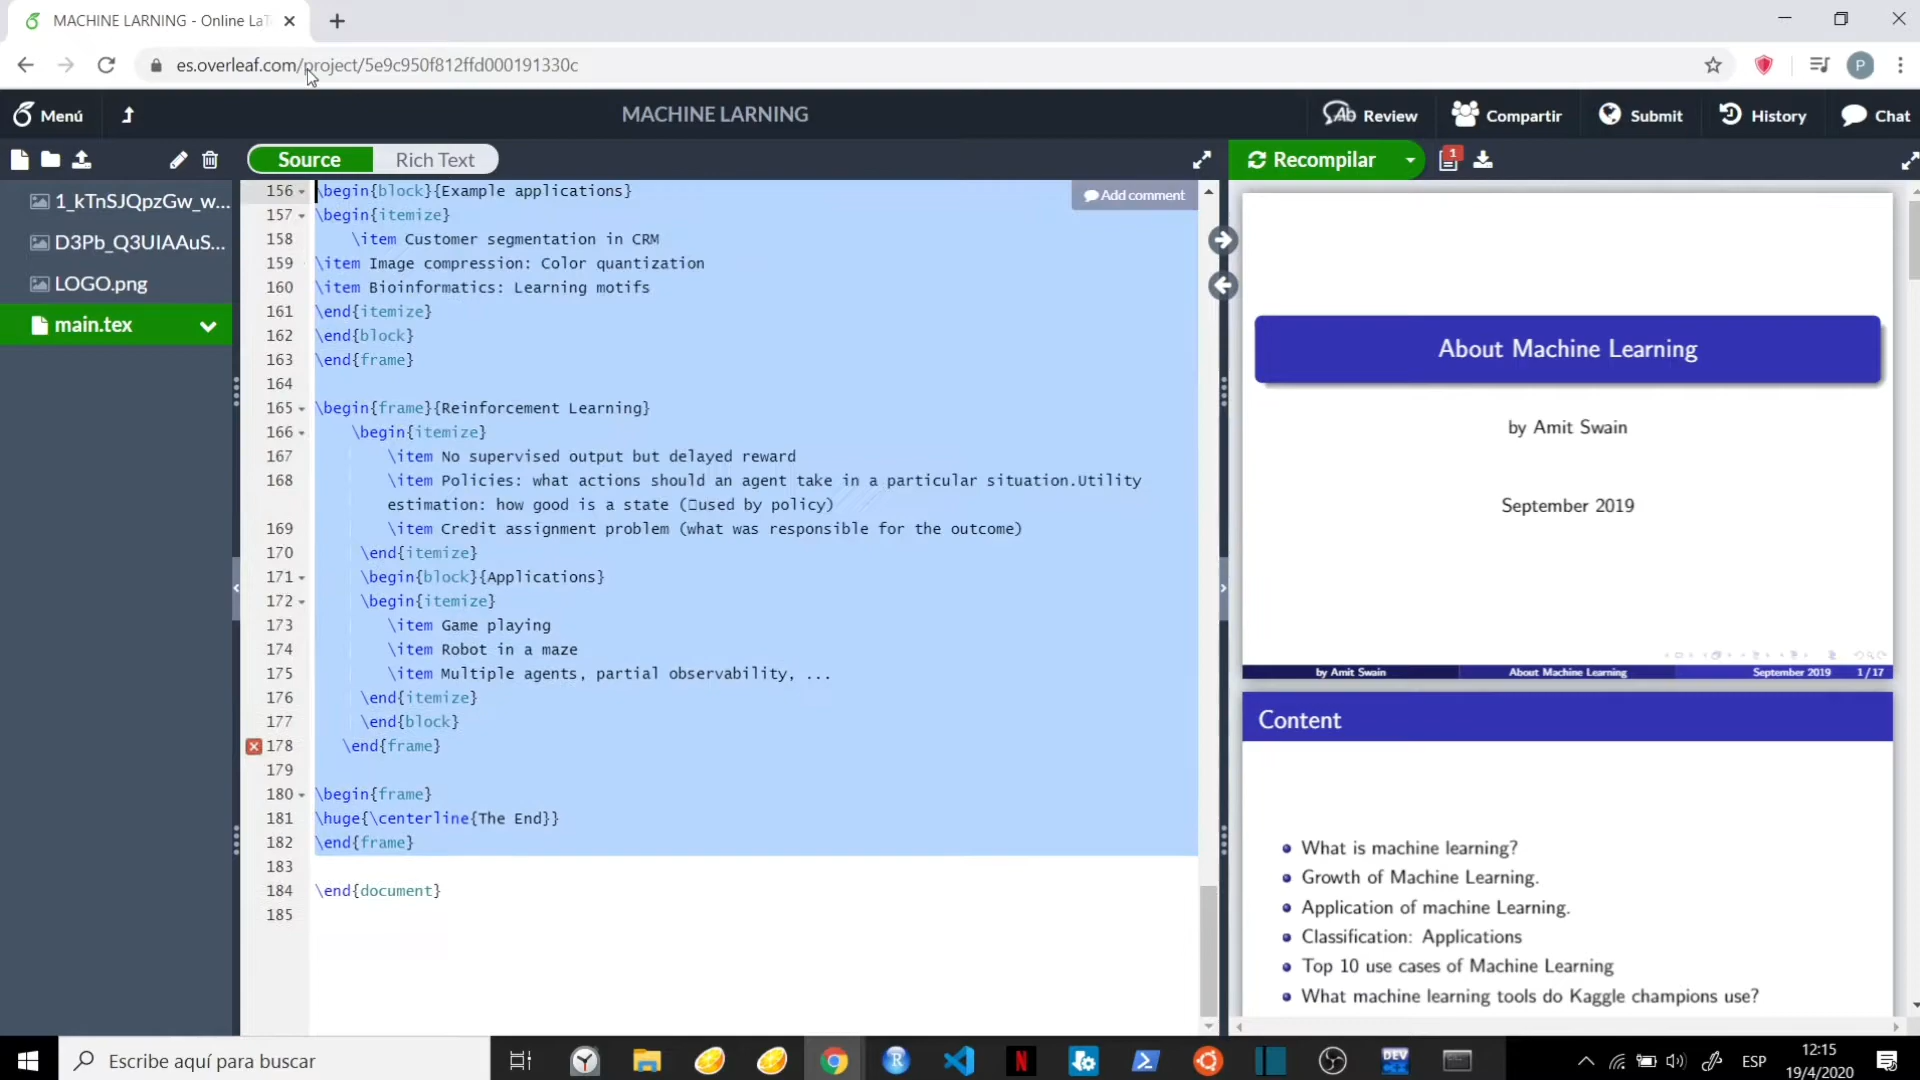 MACHINE LARNING - Online LaT
es.overleaf.com/project/5e9c950f812ffd000191330c
P
Menú
MACHINE LARNING
Review
Compartir
Submit
History
Chat
Source
Rich Text
Recompilar
1
1_kTnSJQpzGw_w...
D3Pb_Q3UIAAuS...
LOGO.png
main.tex
Add comment
156 \begin{block}{Example applications}
157 \begin{itemize}
158 \item Customer segmentation in CRM
159 \item Image compression: Color quantization
160 \item Bioinformatics: Learning motifs
161 \end{itemize}
162 \end{block}
163 \end{frame}
164
165 \begin{frame}{Reinforcement Learning}
166 \begin{itemize}
167 \item No supervised output but delayed reward
168 \item Policies: what actions should an agent take in a particular situation.Utility
estimation: how good is a state (□used by policy)
169 \item Credit assignment problem (what was responsible for the outcome)
170 \end{itemize}
171 \begin{block}{Applications}
172 \begin{itemize}
173 \item Game playing
174 \item Robot in a maze
175 \item Multiple agents, partial observability, ...
176 \end{itemize}
177 \end{block}
178 \end{frame}
179
180 \begin{frame}
181 \huge{\centerline{The End}}
182 \end{frame}
183
184 \end{document}
185
About Machine Learning
by Amit Swain
September 2019
by Amit Swain About Machine Learning September 2019 1 / 17
Content
What is machine learning?
Growth of Machine Learning.
Application of machine Learning.
Classification: Applications
Top 10 use cases of Machine Learning
What machine learning tools do Kaggle champions use?
Escribe aquí para buscar
R
N
DEV
ESP
12:15
19/4/2020